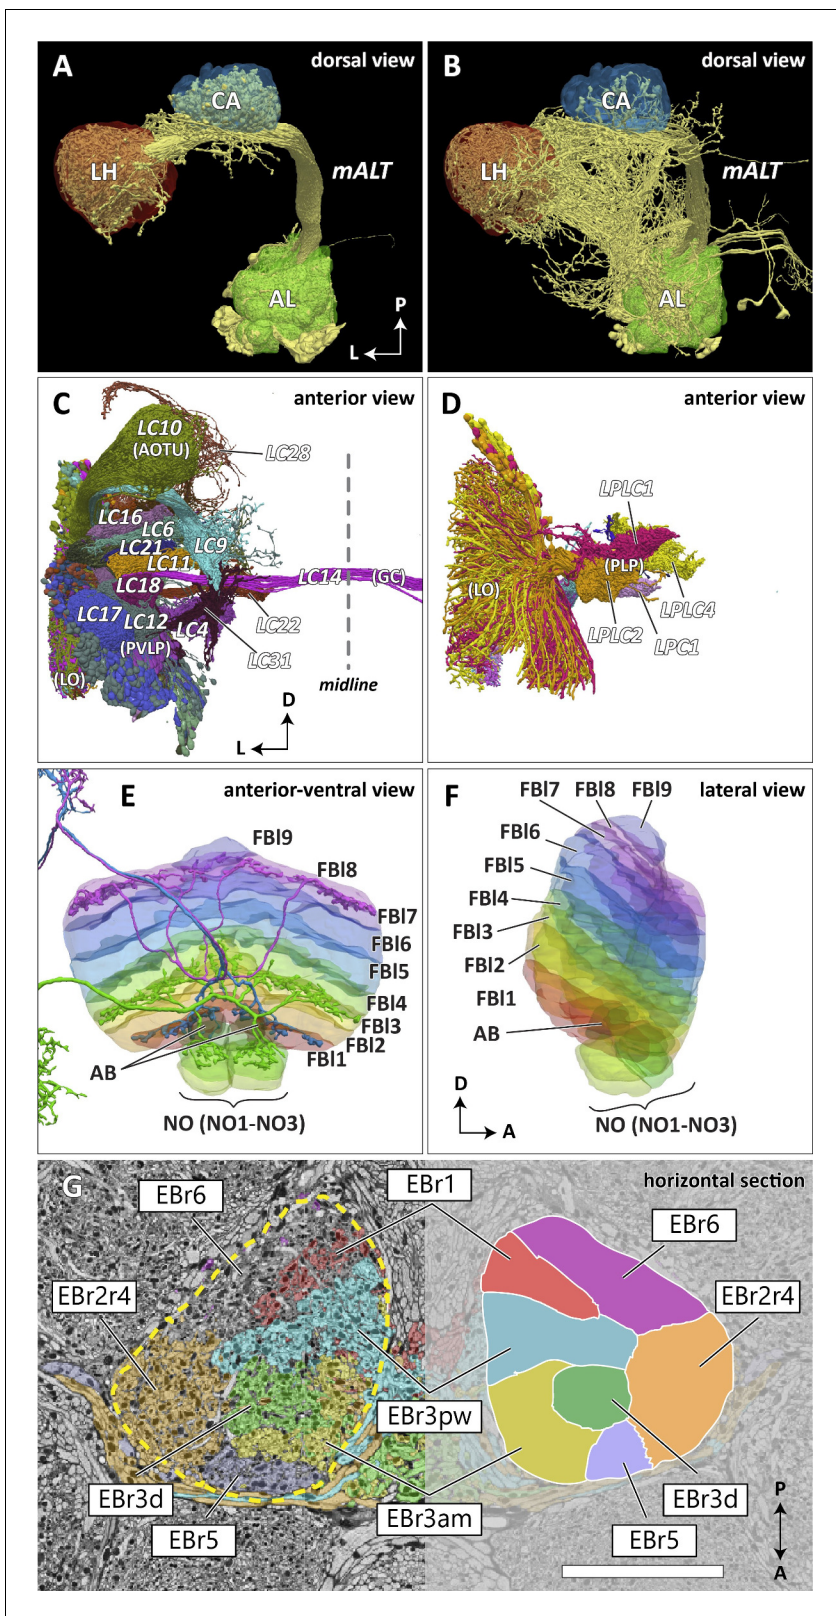 A
dorsal view
CA
LH
mALT
AL
P
L
B
dorsal view
CA
LH
mALT
AL
C
anterior view
LC10
(AOTU)
LC28
LC16
LC6
LC9
LC21
LC11
LC14
(GC)
LC18
LC17
LC12
LC4
LC22
(PVLP)
LC31
(LO)
midline
D
L
D
anterior view
LPLC1
(LO)
(PLP)
LPLC4
LPLC2
LPC1
E
anterior-ventral view
FBl9
FBl8
FBl7
FBl6
FBl5
FBl4
FBl3
FBl2
FBl1
AB
NO (NO1-NO3)
F
lateral view
FBl7
FBl8
FBl9
FBl6
FBl5
FBl4
FBl3
FBl2
FBl1
AB
D
A
NO (NO1-NO3)
G
horizontal section
EBr6
EBr1
EBr6
EBr2r4
EBr2r4
EBr3pw
EBr3d
EBr3am
EBr3d
EBr5
EBr5
P
A